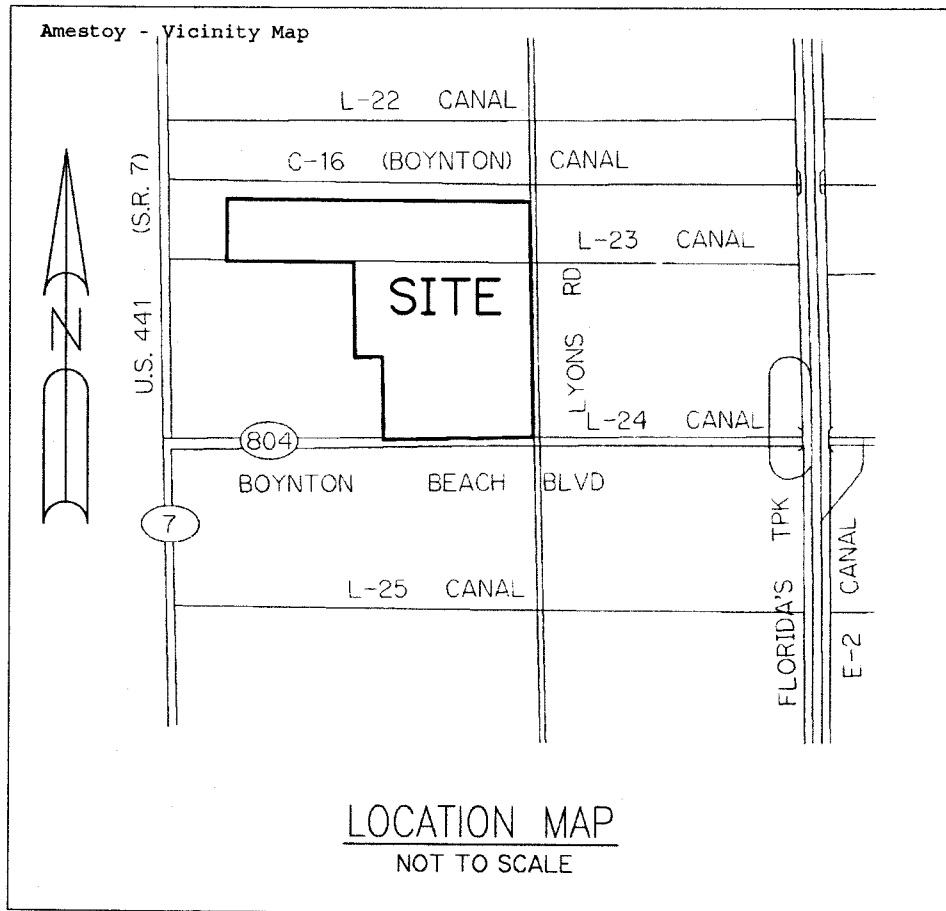 Amestoy - Vicinity Map
L-22 CANAL
C-16 (BOYNTON) CANAL
U.S. 441 (S.R. 7)
N
L-23 CANAL
SITE
LYONS RD
L-24 CANAL
804
BOYNTON BEACH BLVD
7
FLORIDA'S TPK
E-2 CANAL
L-25 CANAL
LOCATION MAP
NOT TO SCALE